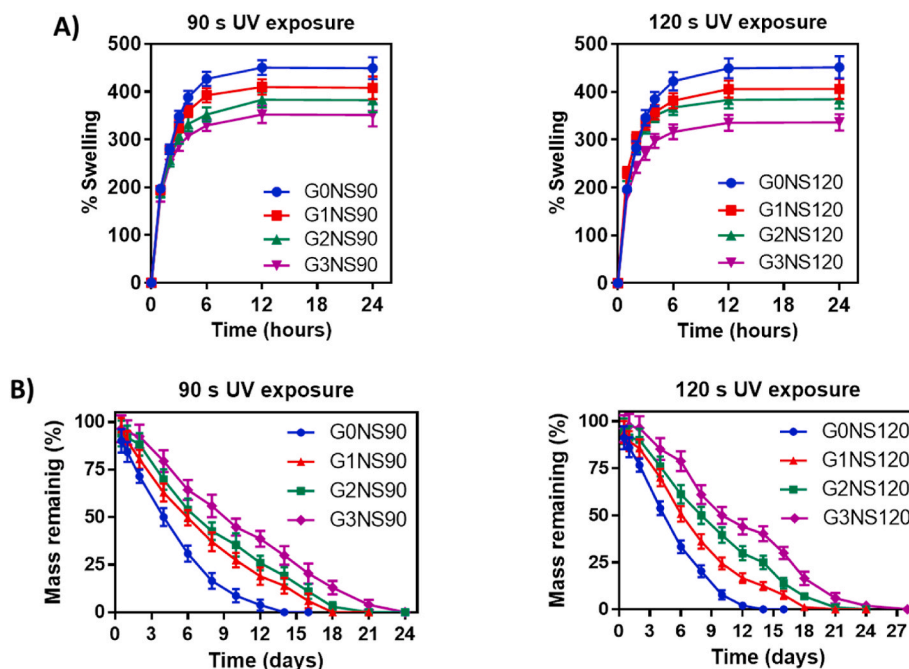 A)
90 s UV exposure
% Swelling
500
400
300
200
100
0
G0NS90
G1NS90
G2NS90
G3NS90
0 6 12 18 24
Time (hours)
120 s UV exposure
% Swelling
500
400
300
200
100
0
G0NS120
G1NS120
G2NS120
G3NS120
0 6 12 18 24
Time (hours)
B)
90 s UV exposure
Mass remainig (%)
100
75
50
25
0
G0NS90
G1NS90
G2NS90
G3NS90
0 3 6 9 12 15 18 21 24
Time (days)
120 s UV exposure
Mass remaining (%)
100
75
50
25
0
G0NS120
G1NS120
G2NS120
G3NS120
0 3 6 9 12 15 18 21 24 27
Time (days)